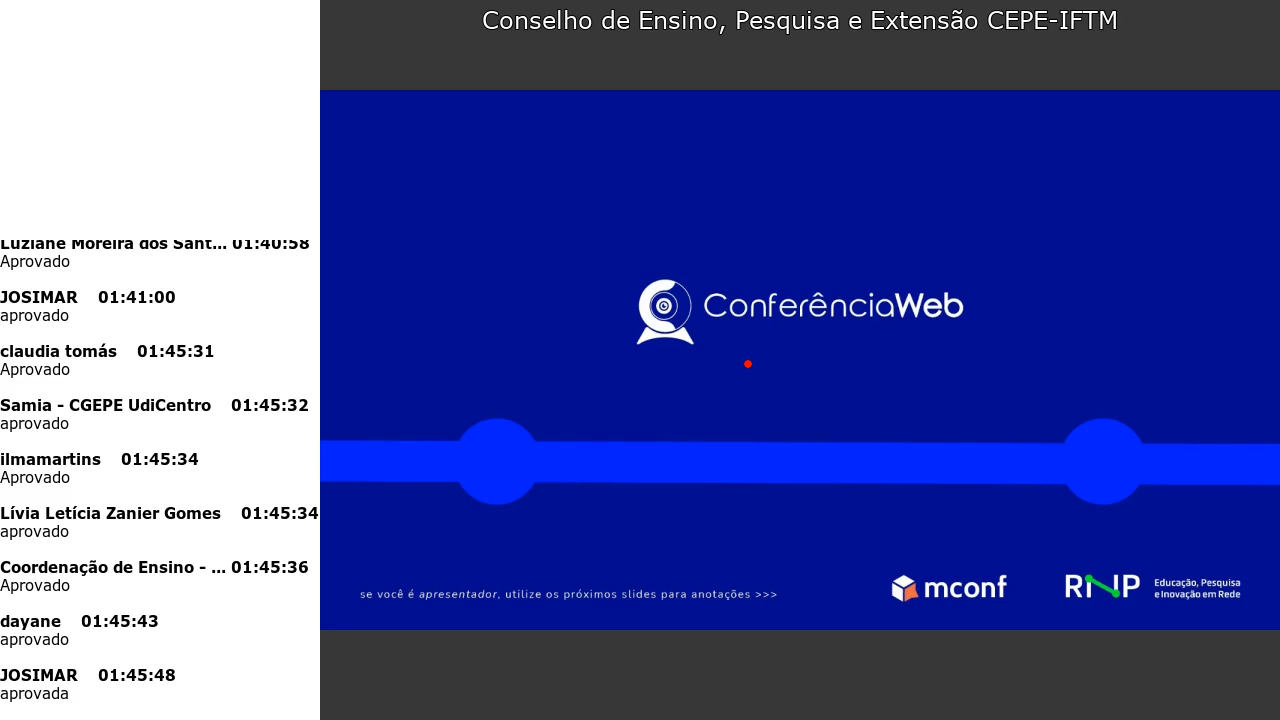 Conselho de Ensino, Pesquisa e Extensão CEPE-IFTM
Luziane Moreira dos Sant... 01:40:58
Aprovado
JOSIMAR 01:41:00
aprovado
claudia tomás 01:45:31
Aprovado
Samia - CGEPE UdiCentro 01:45:32
aprovado
ilmamartins 01:45:34
Aprovado
Lívia Letícia Zanier Gomes 01:45:34
aprovado
Coordenação de Ensino - ... 01:45:36
Aprovado
dayane 01:45:43
aprovado
JOSIMAR 01:45:48
aprovada
ConferênciaWeb
se você é apresentador, utilize os próximos slides para anotações >>>
mconf
RNP
Educação, Pesquisa
e Inovação em Rede